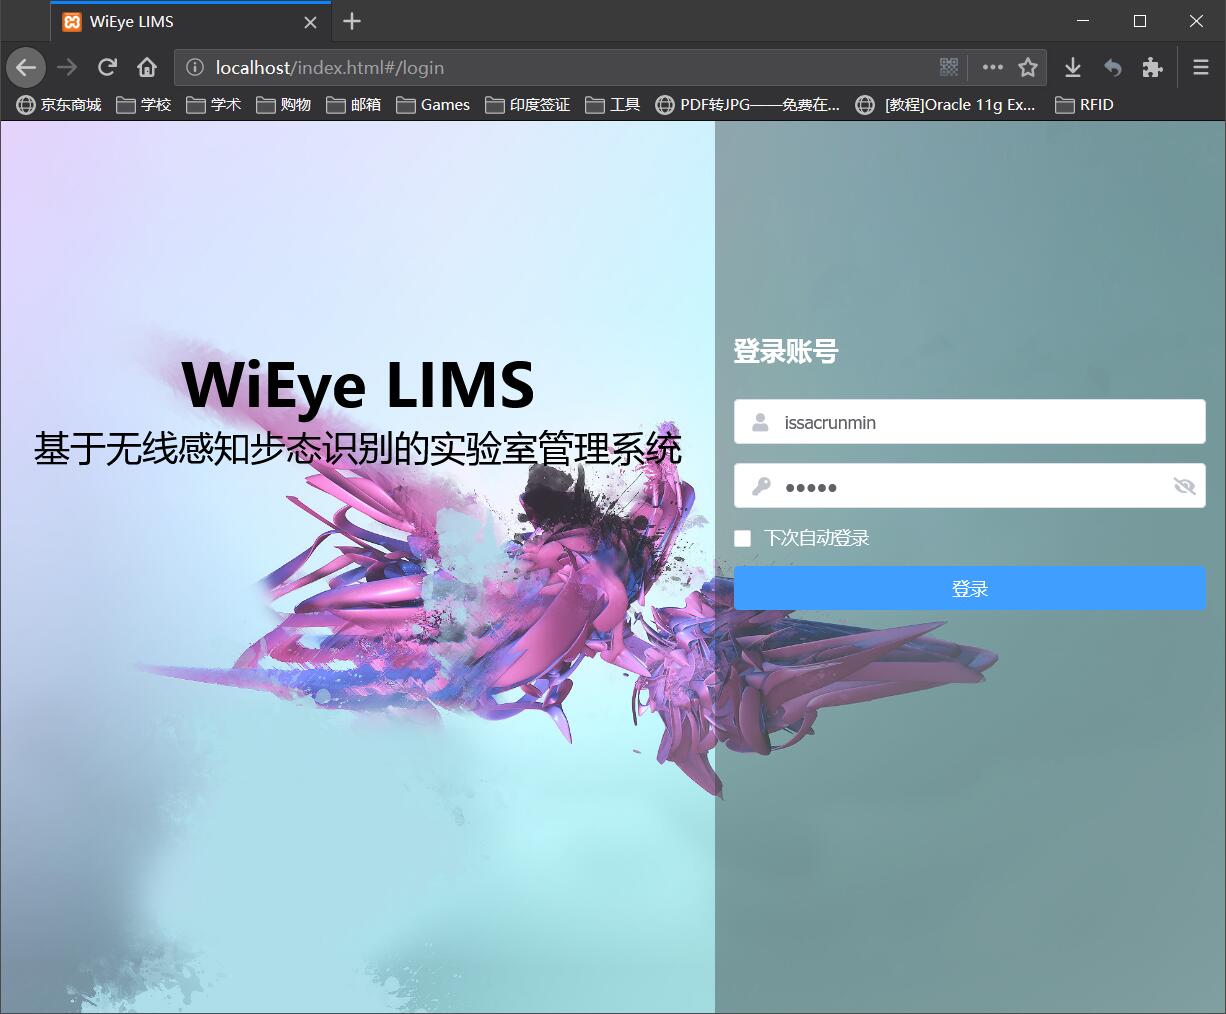 WiEye LIMS
localhost/index.html#/login
京东商城 学校 学术 购物 邮箱 Games 印度签证 工具 PDF转JPG——免费在... [教程]Oracle 11g Ex... RFID
WiEye LIMS
基于无线感知步态识别的实验室管理系统
登录账号
issacrunmin
●●●●●
下次自动登录
登录